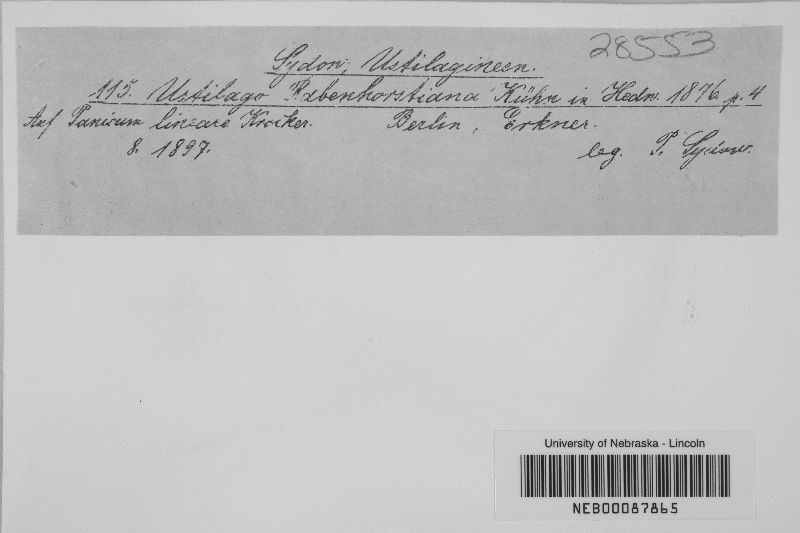 28553
Sydow, Ustilagineen.
115. Ustilago Rabenhorstiana Kühn in Hedw. 1876. p. 4
Auf Panicum lineare Krocker. Berlin, Erkner.
8. 1897. leg. P. Sydow.
University of Nebraska - Lincoln
NEB00087865